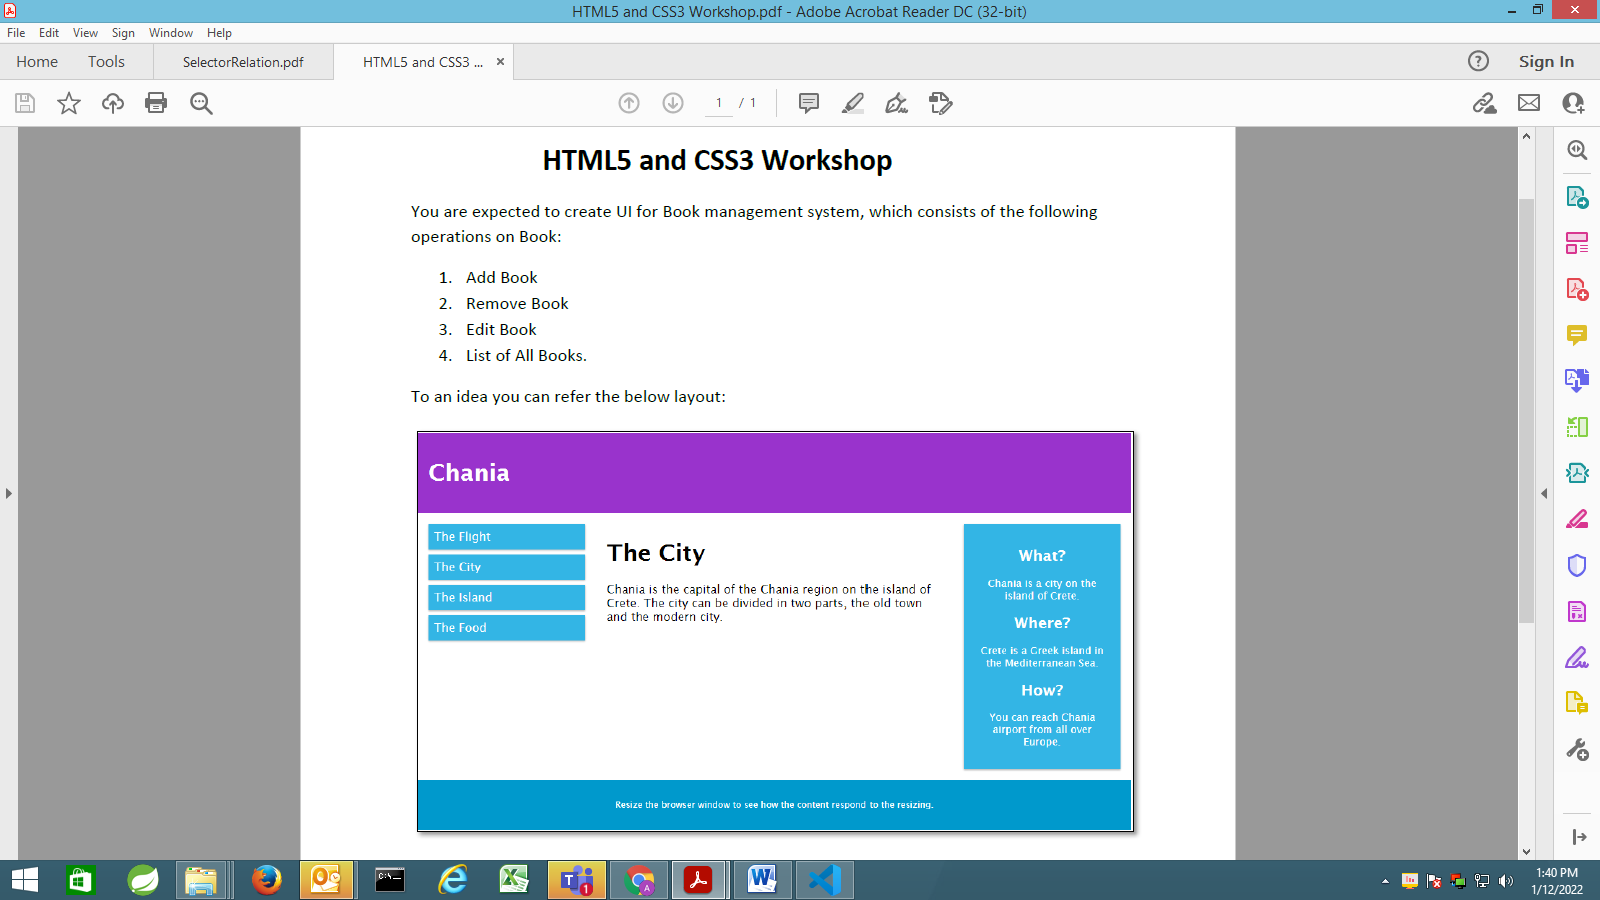 HTML5 and CSS3 Workshop.pdf - Adobe Acrobat Reader DC (32-bit)
File Edit View Sign Window Help
Home Tools SelectorRelation.pdf HTML5 and CSS3 ... × Sign In
1 / 1
HTML5 and CSS3 Workshop
You are expected to create UI for Book management system, which consists of the following
operations on Book:
1. Add Book
2. Remove Book
3. Edit Book
4. List of All Books.
To an idea you can refer the below layout:
Chania
The Flight
The City
The Island
The Food
The City
Chania is the capital of the Chania region on the island of
Crete. The city can be divided in two parts, the old town
and the modern city.
What?
Chania is a city on the
island of Crete.
Where?
Crete is a Greek island in
the Mediterranean Sea.
How?
You can reach Chania
airport from all over
Europe.
Resize the browser window to see how the content respond to the resizing.
1:40 PM
1/12/2022